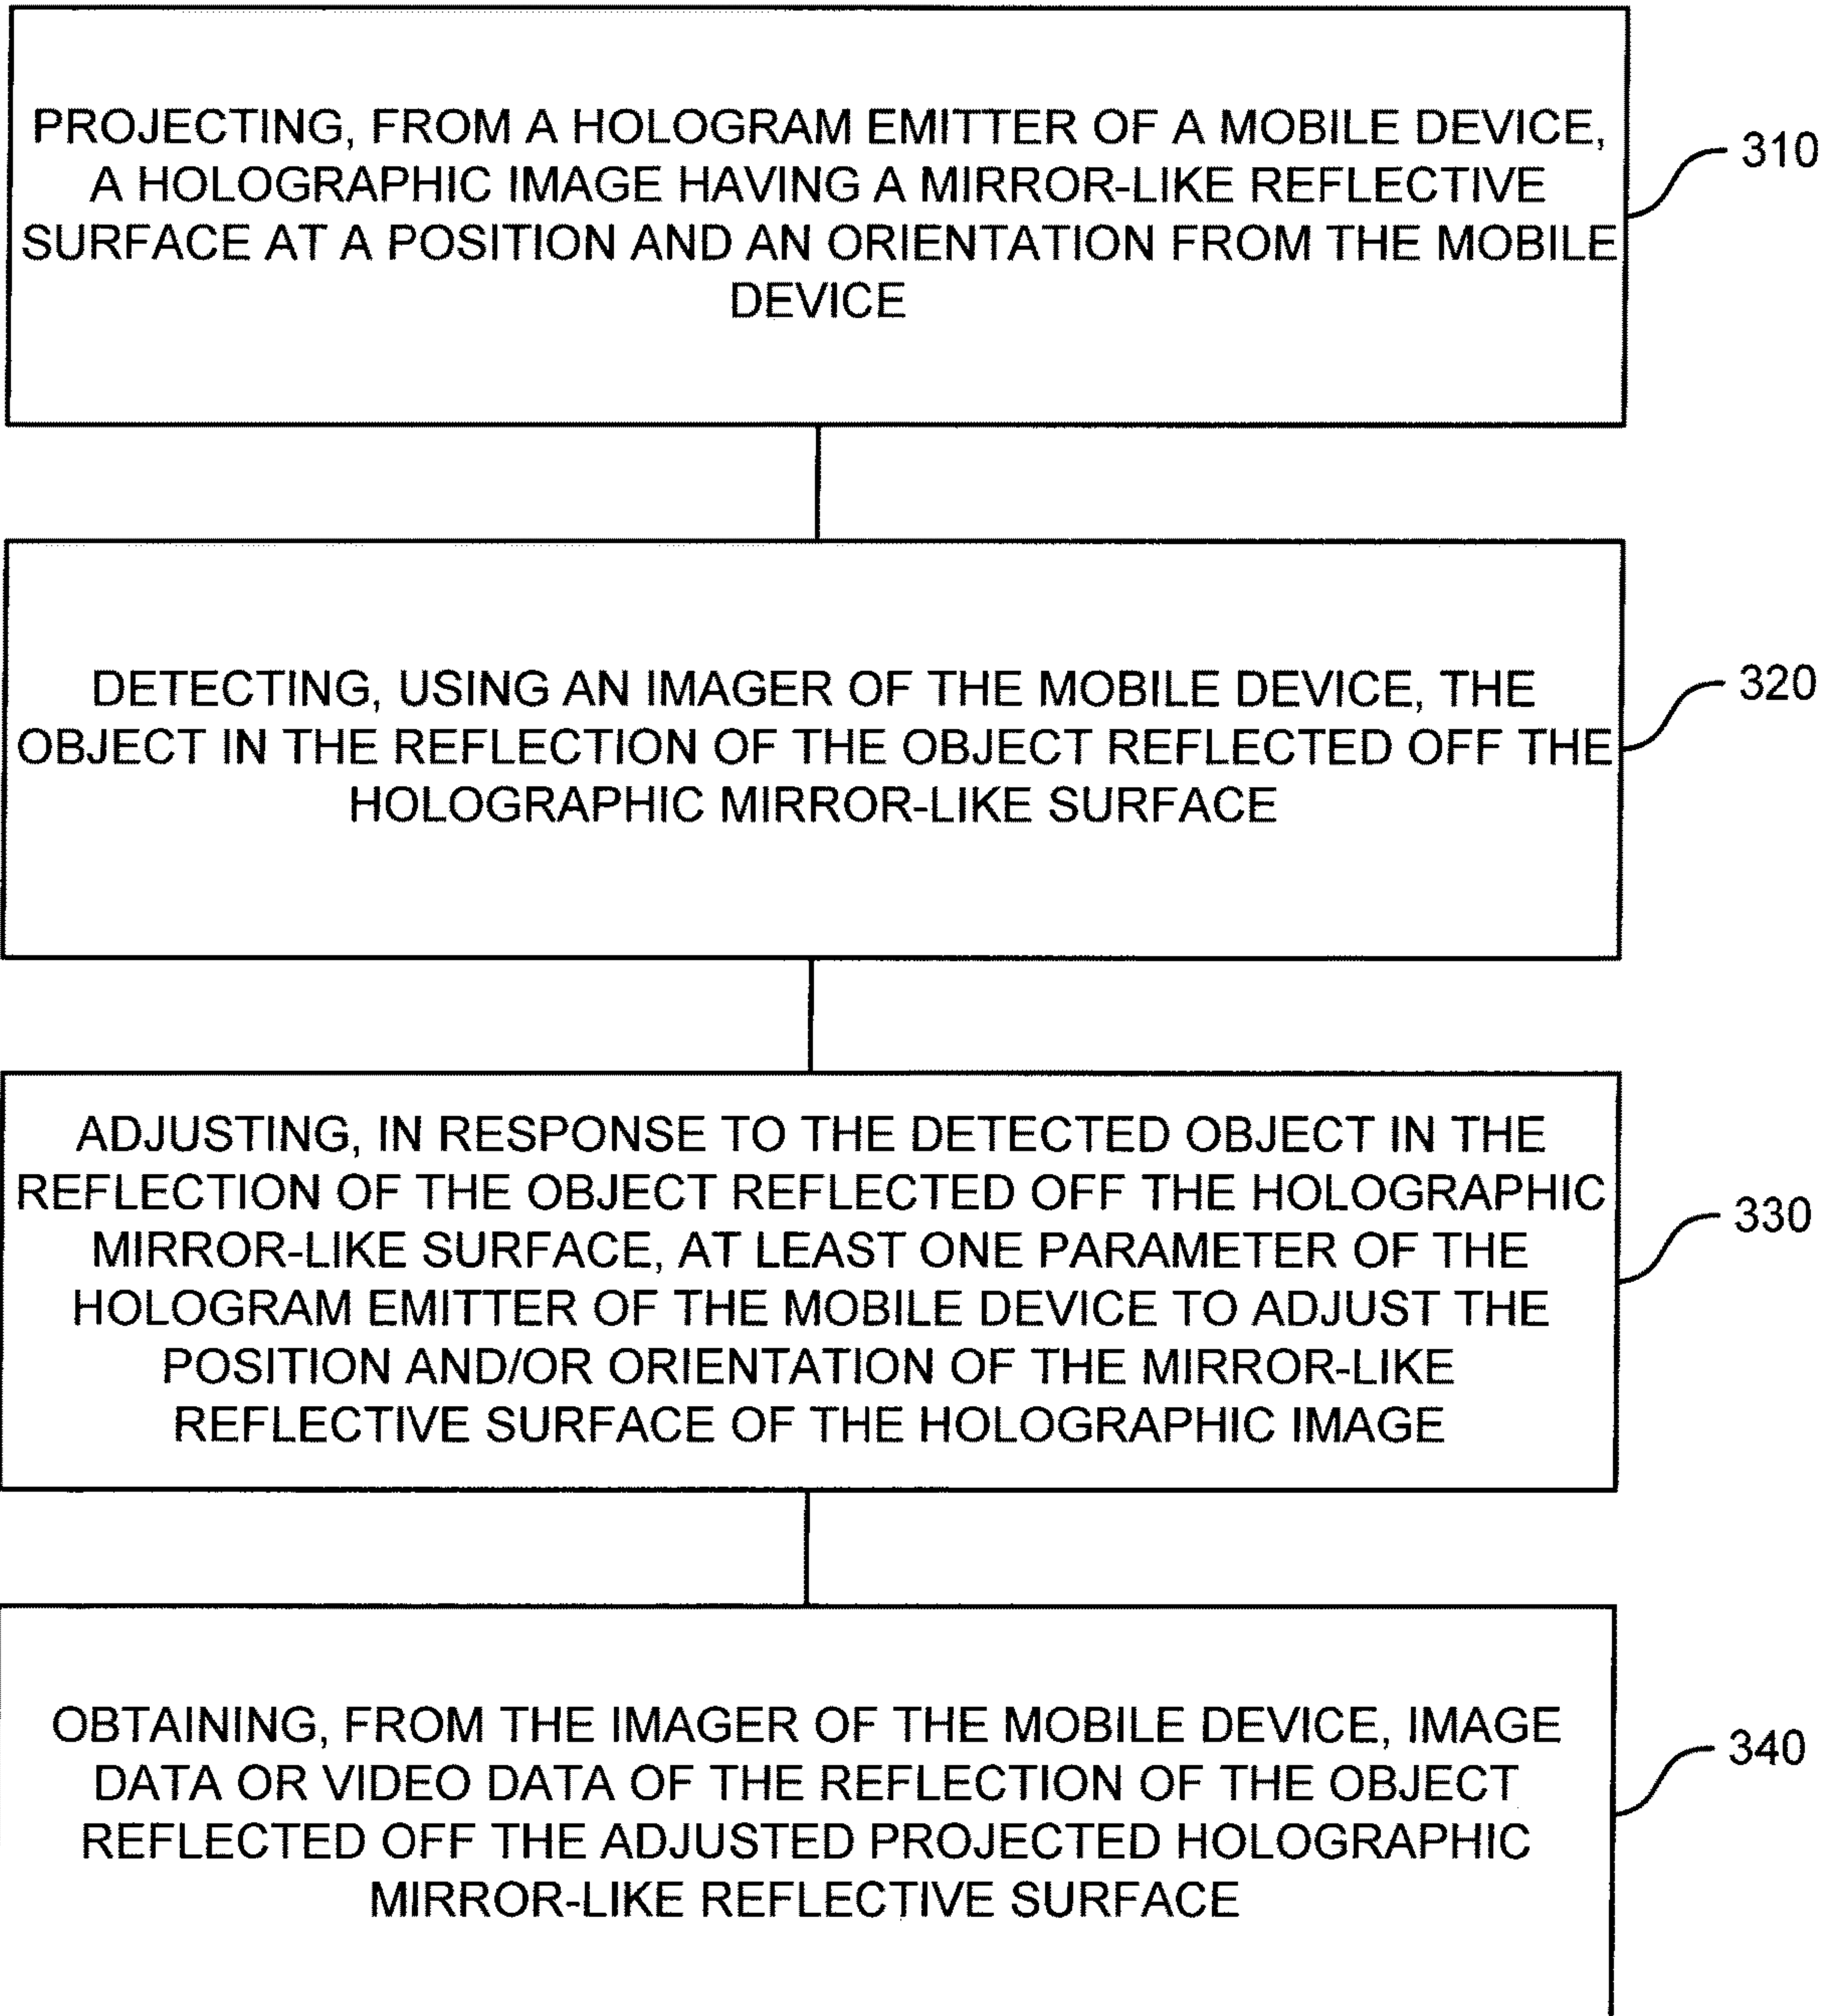 PROJECTING, FROM A HOLOGRAM EMITTER OF A MOBILE DEVICE,
A HOLOGRAPHIC IMAGE HAVING A MIRROR-LIKE REFLECTIVE
SURFACE AT A POSITION AND AN ORIENTATION FROM THE MOBILE
DEVICE
310
DETECTING, USING AN IMAGER OF THE MOBILE DEVICE, THE
OBJECT IN THE REFLECTION OF THE OBJECT REFLECTED OFF THE
HOLOGRAPHIC MIRROR-LIKE SURFACE
320
ADJUSTING, IN RESPONSE TO THE DETECTED OBJECT IN THE
REFLECTION OF THE OBJECT REFLECTED OFF THE HOLOGRAPHIC
MIRROR-LIKE SURFACE, AT LEAST ONE PARAMETER OF THE
HOLOGRAM EMITTER OF THE MOBILE DEVICE TO ADJUST THE
POSITION AND/OR ORIENTATION OF THE MIRROR-LIKE
REFLECTIVE SURFACE OF THE HOLOGRAPHIC IMAGE
330
OBTAINING, FROM THE IMAGER OF THE MOBILE DEVICE, IMAGE
DATA OR VIDEO DATA OF THE REFLECTION OF THE OBJECT
REFLECTED OFF THE ADJUSTED PROJECTED HOLOGRAPHIC
MIRROR-LIKE REFLECTIVE SURFACE
340